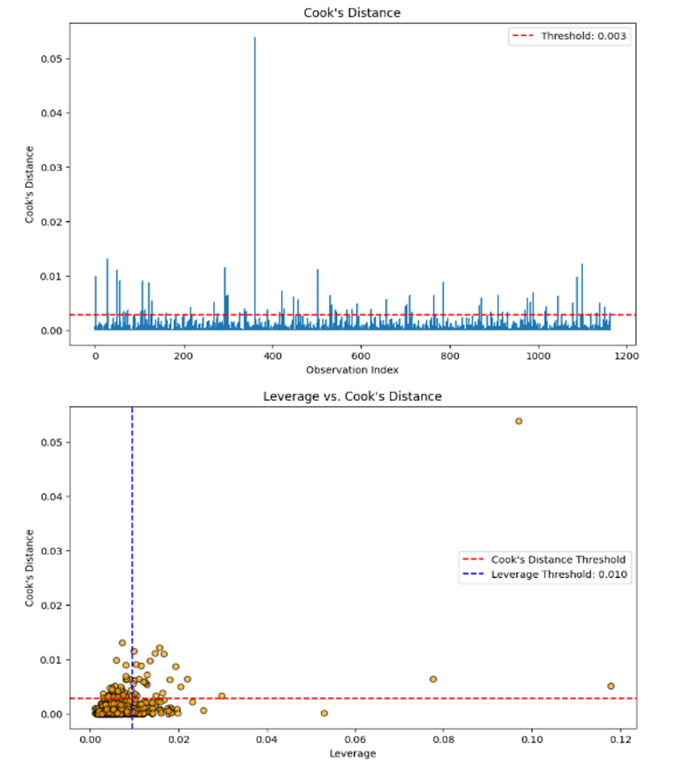 Cook's Distance
Threshold: 0.003
Cook's Distance
0.05
0.04
0.03
0.02
0.01
0.00
0 200 400 600 800 1000 1200
Observation Index
Leverage vs. Cook's Distance
Cook's Distance
0.05
0.04
0.03
0.02
0.01
0.00
Cook's Distance Threshold
Leverage Threshold: 0.010
0.00 0.02 0.04 0.06 0.08 0.10 0.12
Leverage